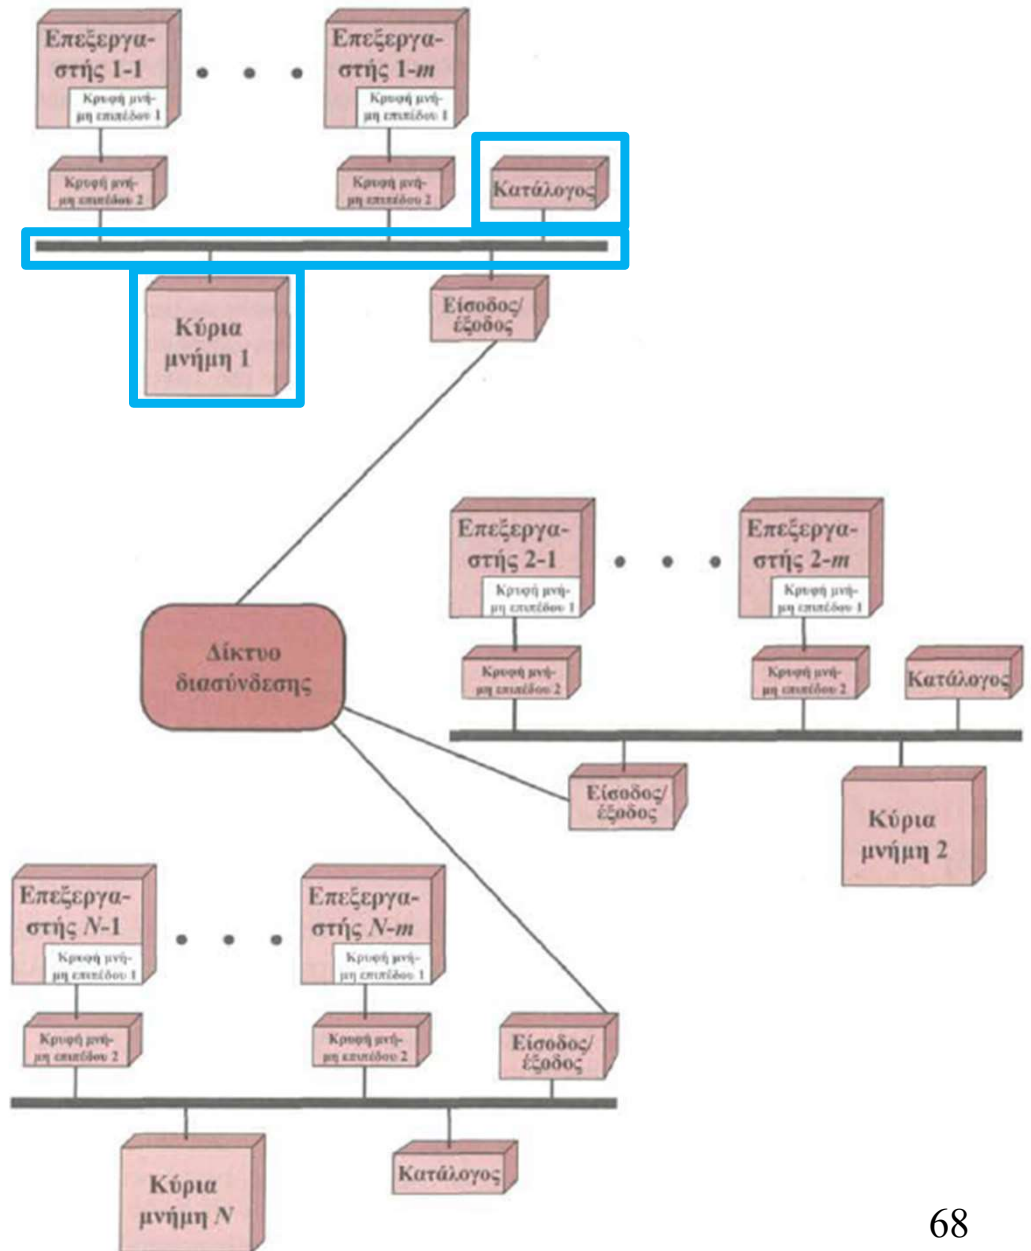 Επεξεργα-
στής 1-1
Κρυφή μνή-
μη επιπέδου 1
Επεξεργα-
στής 1-m
Κρυφή μνή-
μη επιπέδου 1
Κρυφή μνή-
μη επιπέδου 2
Κρυφή μνή-
μη επιπέδου 2
Κατάλογος
Κύρια
μνήμη 1
Είσοδος/
έξοδος
Επεξεργα-
στής 2-1
Κρυφή μνή-
μη επιπέδου 1
Επεξεργα-
στής 2-m
Κρυφή μνή-
μη επιπέδου 1
Δίκτυο
διασύνδεσης
Κρυφή μνή-
μη επιπέδου 2
Κρυφή μνή-
μη επιπέδου 2
Κατάλογος
Είσοδος/
έξοδος
Κύρια
μνήμη 2
Επεξεργα-
στής N-1
Κρυφή μνή-
μη επιπέδου 1
Επεξεργα-
στής N-m
Κρυφή μνή-
μη επιπέδου 1
Κρυφή μνή-
μη επιπέδου 2
Κρυφή μνή-
μη επιπέδου 2
Είσοδος/
έξοδος
Κύρια
μνήμη N
Κατάλογος
68